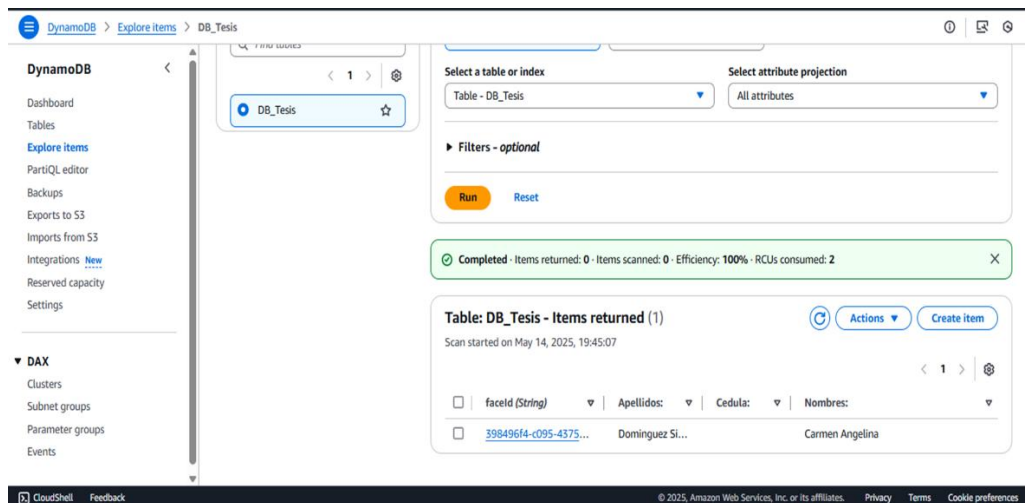 DynamoDB > Explore items > DB_Tesis
DynamoDB
Dashboard
Tables
Explore items
PartiQL editor
Backups
Exports to S3
Imports from S3
Integrations New
Reserved capacity
Settings
DAX
Clusters
Subnet groups
Parameter groups
Events
Find tables
1
DB_Tesis
Select a table or index
Table - DB_Tesis
Select attribute projection
All attributes
Filters - optional
Run Reset
Completed · Items returned: 0 · Items scanned: 0 · Efficiency: 100% · RCUs consumed: 2
Table: DB_Tesis - Items returned (1)
Actions
Create item
Scan started on May 14, 2025, 19:45:07
1
faceId (String) Apellidos: Cedula: Nombres:
398496f4-c095-4375... Dominguez Si... Carmen Angelina
CloudShell Feedback © 2025, Amazon Web Services, Inc. or its affiliates. Privacy Terms Cookie preferences